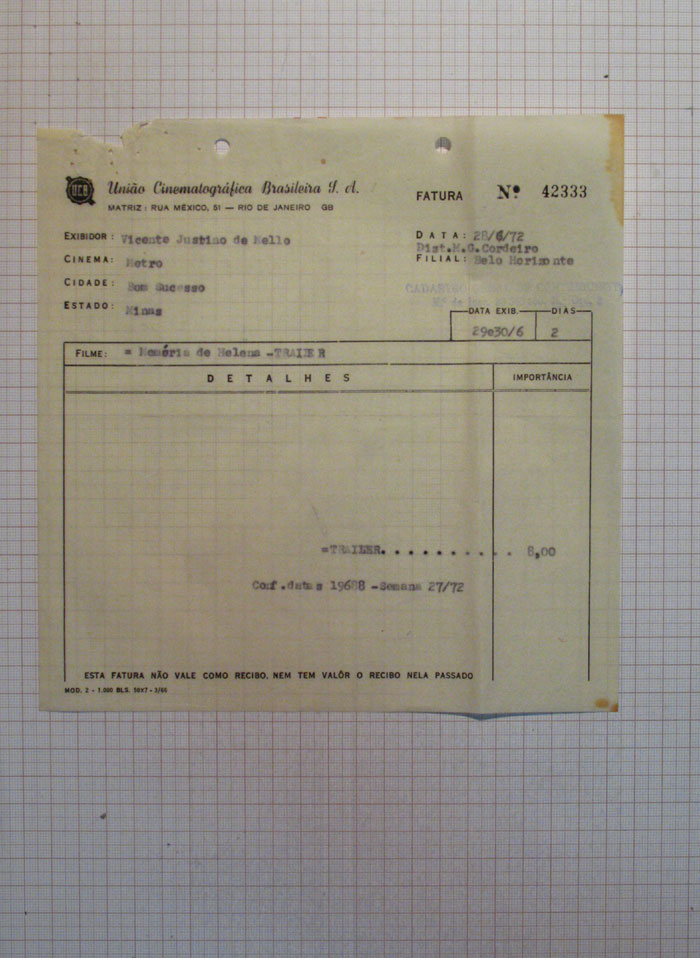 UCB União Cinematográfica Brasileira S. A.
MATRIZ: RUA MÉXICO, 51 — RIO DE JANEIRO GB
FATURA Nº 42333
EXIBIDOR: Vicente Justino de Mello
CINEMA: Metro
CIDADE: Bom Sucesso
ESTADO: Minas
DATA: 28/6/72
Dist.M.G.Cordeiro
FILIAL: Belo Horizonte
CADASTRO
DATA EXIB. DIAS
29e30/6 2
FILME: = Memória de Helena -TRAILER
DETALHES IMPORTÂNCIA
=TRAILER. . . . . . . . . . . 8,00
Conf.datas 19688 -Semana 27/72
ESTA FATURA NÃO VALE COMO RECIBO, NEM TEM VALÔR O RECIBO NELA PASSADO
MOD. 2 - 1.000 BLS. 50X7 - 3/65